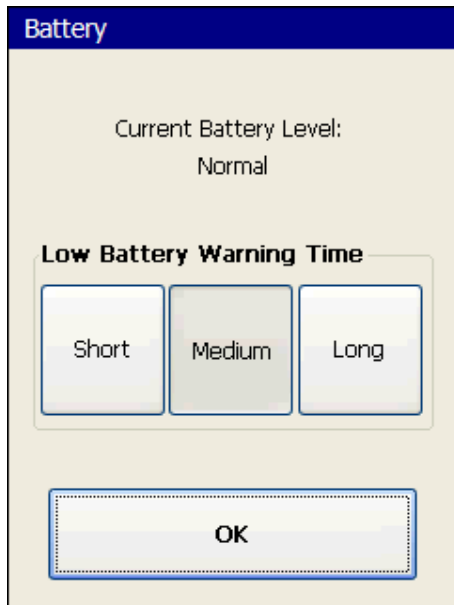 Battery
Current Battery Level:
Normal
Low Battery Warning Time
Short
Medium
Long
OK